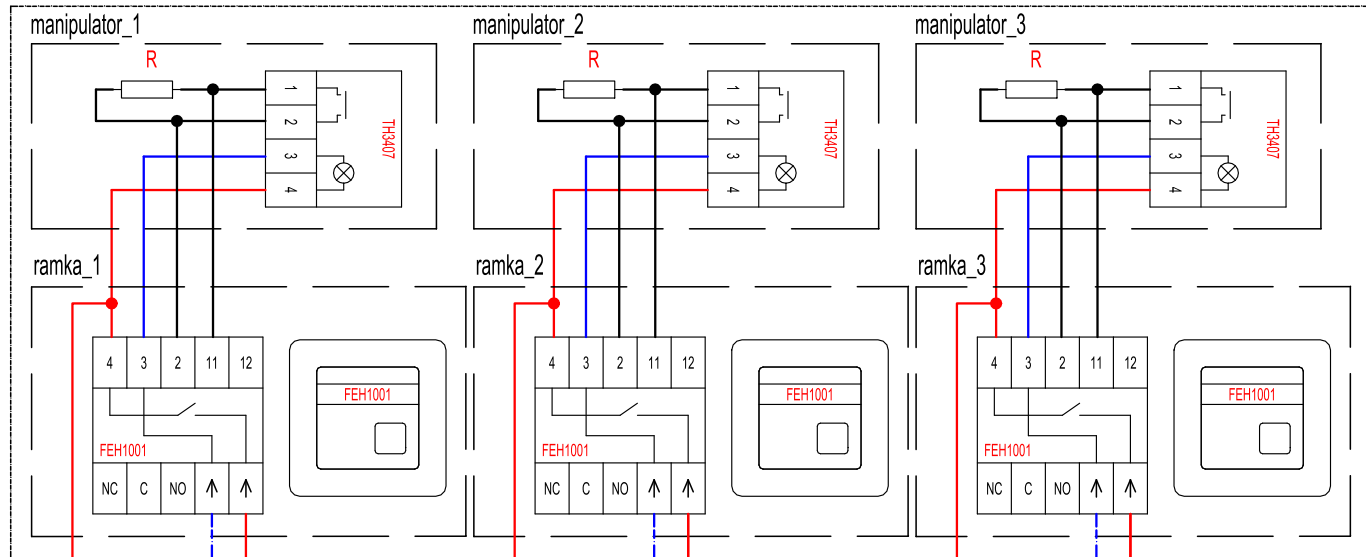 manipulator_1
manipulator_2
manipulator_3
R
R
R
1
2
3
4
TH3407
1
2
3
4
TH3407
1
2
3
4
TH3407
ramka_1
ramka_2
ramka_3
4 3 2 11 12
4 3 2 11 12
4 3 2 11 12
FEH1001
FEH1001
FEH1001
FEH1001
FEH1001
FEH1001
NC C NO
NC C NO
NC C NO